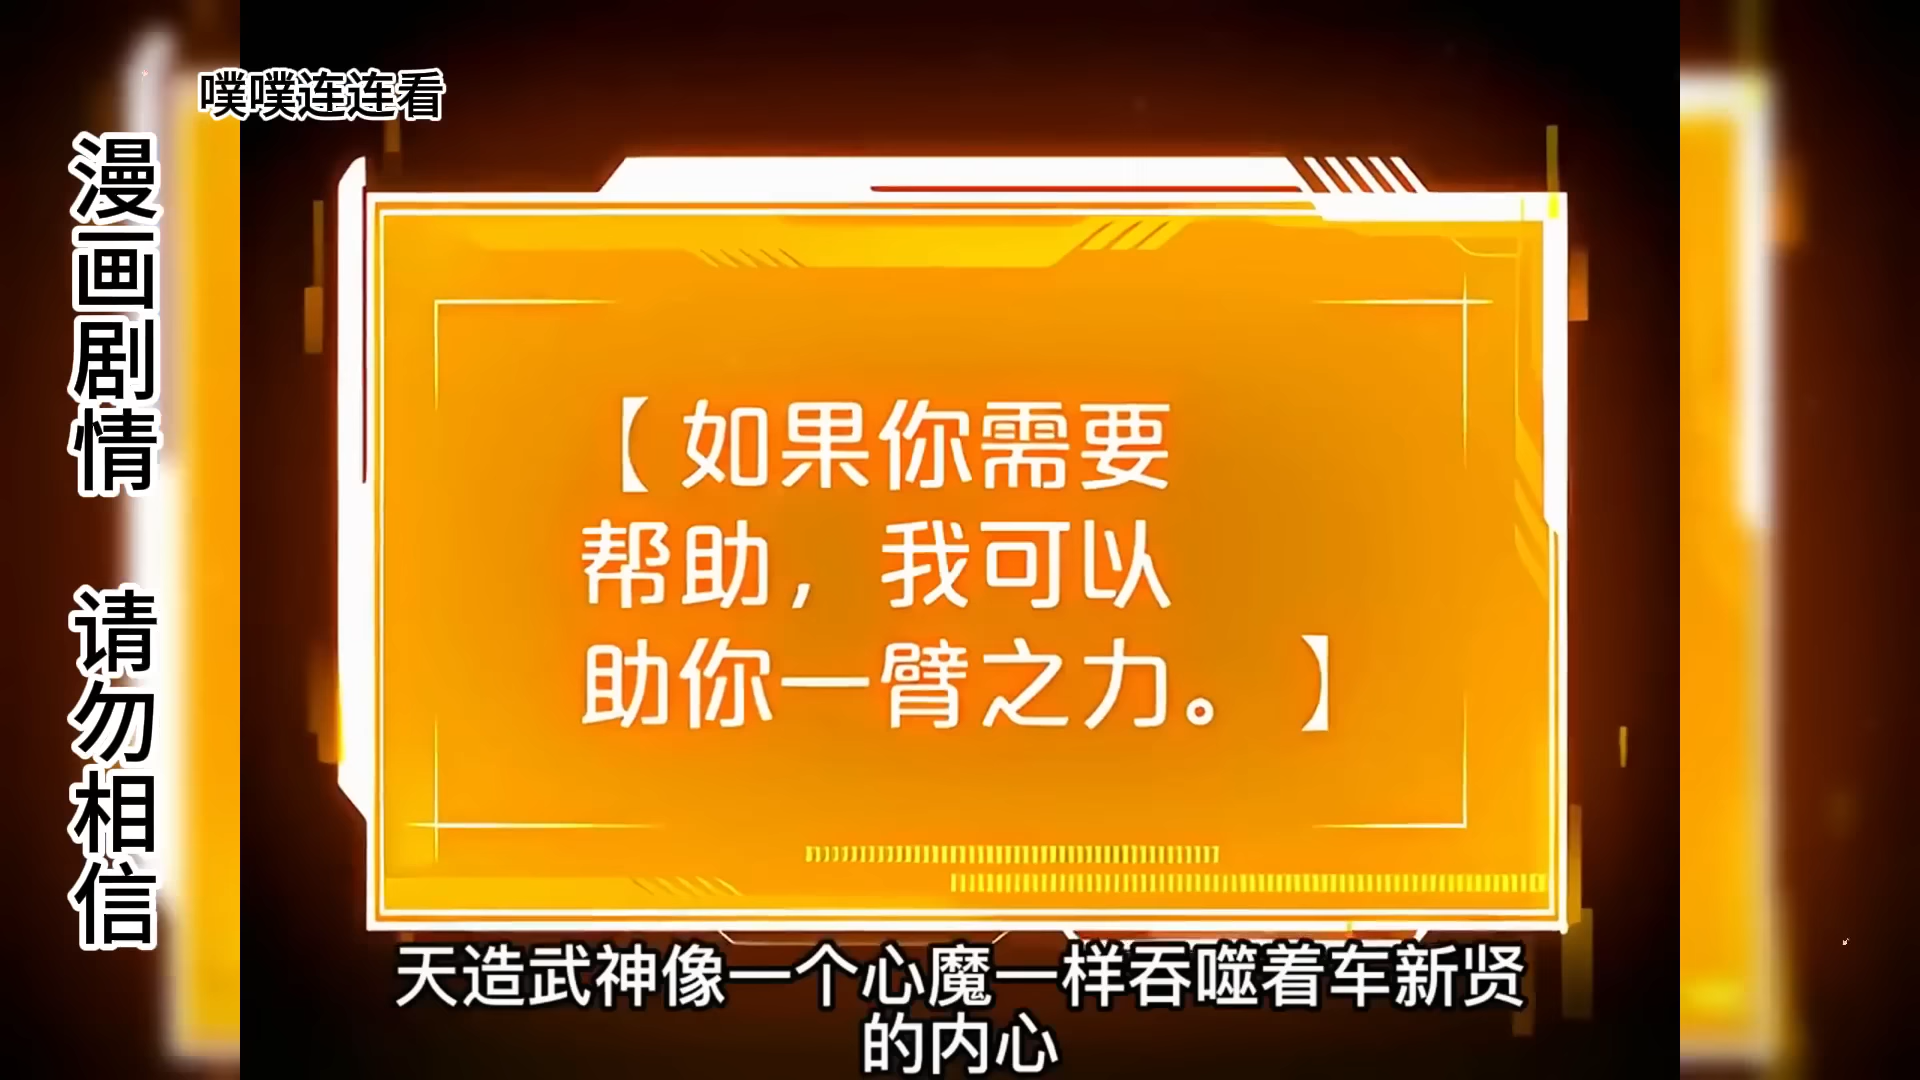 噗噗连连看
漫画剧情 请勿相信
【如果你需要
帮助，我可以
助你一臂之力。】
天造武神像一个心魔一样吞噬着车新贤
的内心